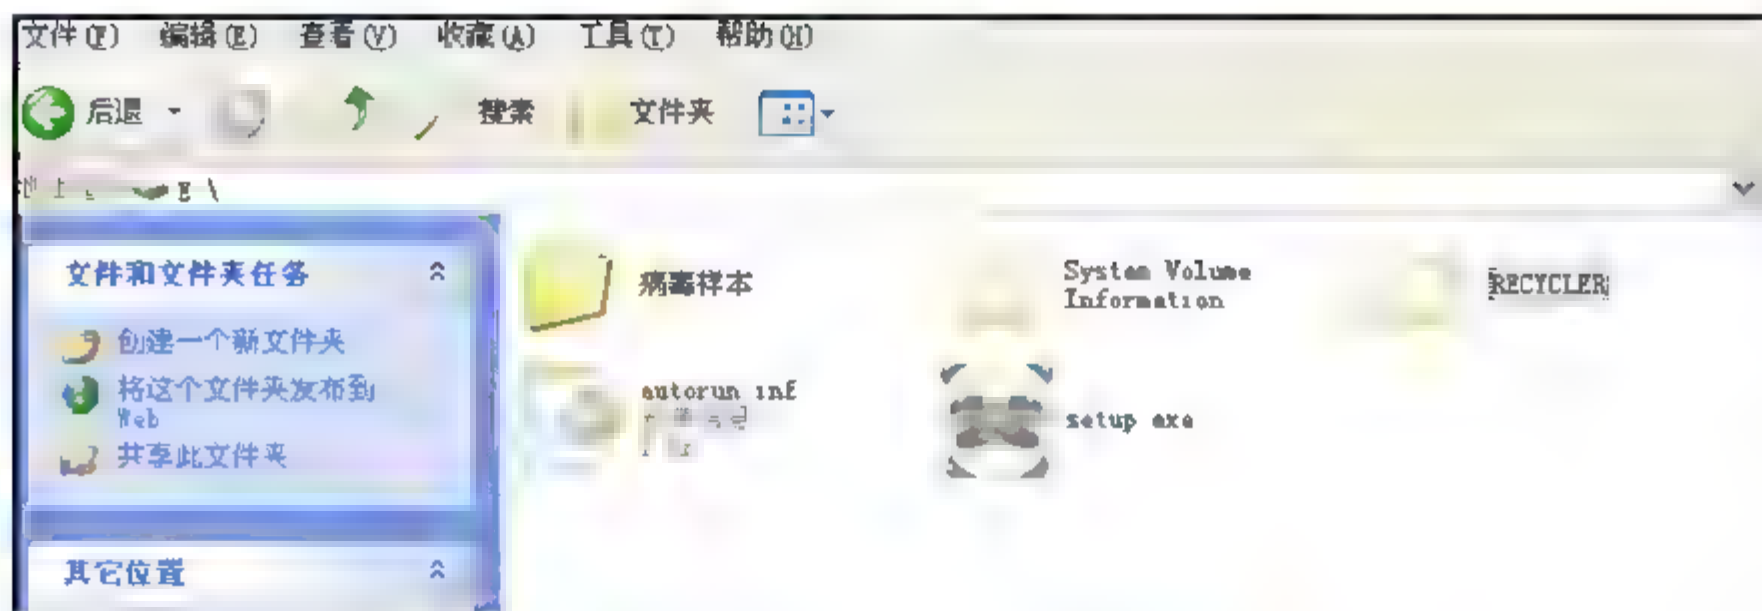 文件(F) 编辑(E) 查看(V) 收藏(A) 工具(T) 帮助(H)
后退 搜索 文件夹
E \
文件和文件夹任务
创建一个新文件夹
将这个文件夹发布到
Web
共享此文件夹
其它位置
病毒样本
System Volume
Information
RECYCLER
autorun inf
setup exe